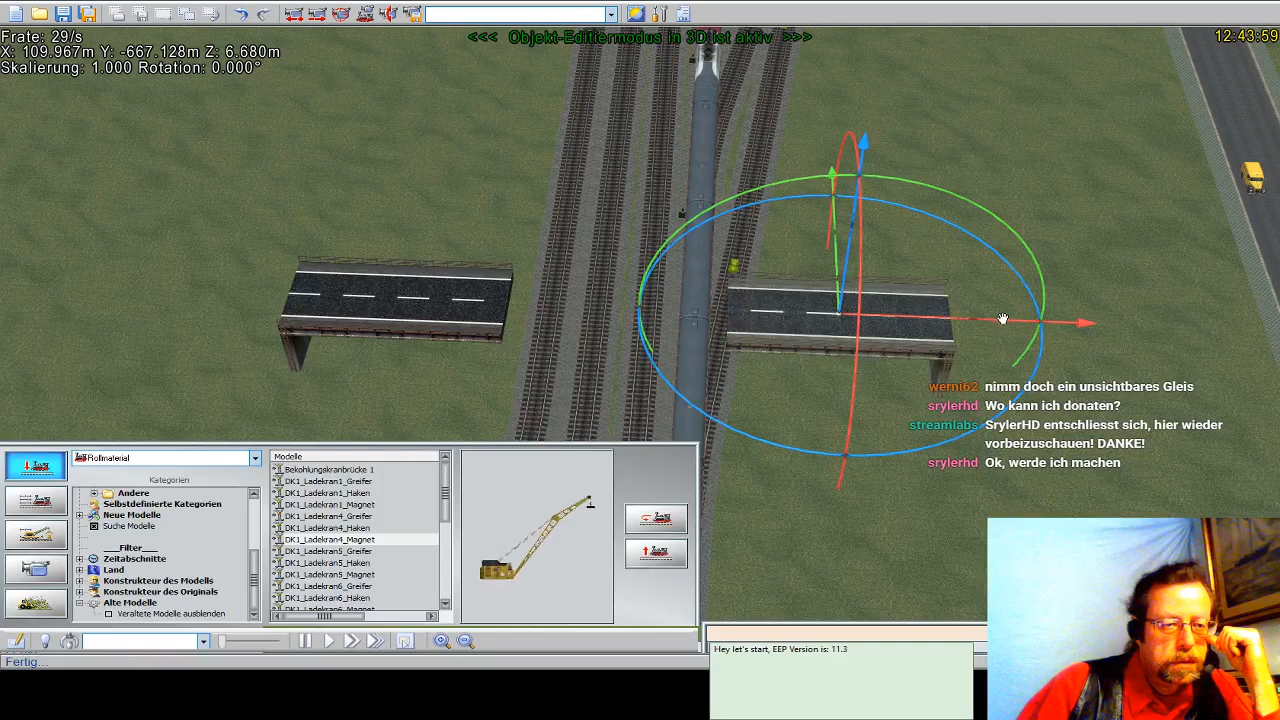 Frate: 29/s
<<< Objekt-Editiermodus in 3D ist aktiv >>>
12:43:59
X: 109.967m Y: -667.128m Z: 6.680m
Skalierung: 1.000 Rotation: 0.000°
werni62 nimm doch ein unsichtbares Gleis
srylerhd Wo kann ich donaten?
streamlabs SrylerHD entschliesst sich, hier wieder
vorbeizuschauen! DANKE!
srylerhd Ok, werde ich machen
Rollmaterial
Kategorien
Andere
Selbstdefinierte Kategorien
Neue Modelle
Suche Modelle
___Filter___
Zeitabschnitte
Land
Konstrukteur des Modells
Konstrukteur des Originals
Alte Modelle
Veraltete Modelle ausblenden
Modelle
Bekohlungskranbrücke 1
DK1_Ladekran1_Greifer
DK1_Ladekran1_Haken
DK1_Ladekran1_Magnet
DK1_Ladekran4_Greifer
DK1_Ladekran4_Haken
DK1_Ladekran4_Magnet
DK1_Ladekran5_Greifer
DK1_Ladekran5_Haken
DK1_Ladekran5_Magnet
DK1_Ladekran6_Greifer
DK1_Ladekran6_Haken
DK1_Ladekran6_Magnet
Fertig...
Hey let's start, EEP Version is: 11.3